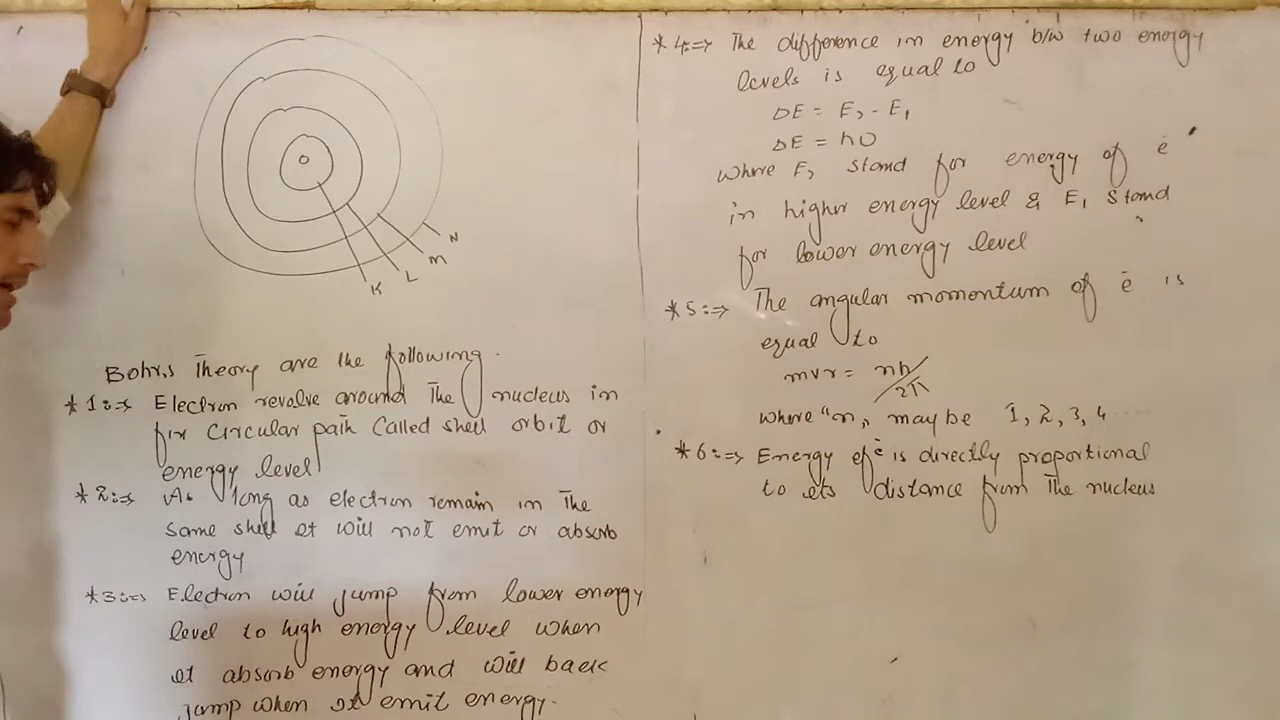 K
L
M
N
Bohr,s Theory are the following.
*1:=> Electron revolve around The nucleus in
fix Circular path Called shell orbit or
energy level
*2:=> As long as electron remain in The
Same shell et will not emit or absorb
energy
*3:=> Electron will jump from lower energy
level to high energy level when
et absorb energy and will back
jump when et emit energy.
*4:=> The difference in energy b/w two energy
levels is equal to
ΔE = E2 - E1
ΔE = hυ
where E2 stand for energy of ē
in higher energy level & E1 Stand
for lower energy level
*5:=> The angular momentum of ē is
equal to
mvr = nh/2π
where "n,, may be 1, 2, 3, 4 ....
*6:=> Energy of ē is directly proportional
to ets distance from The nucleus